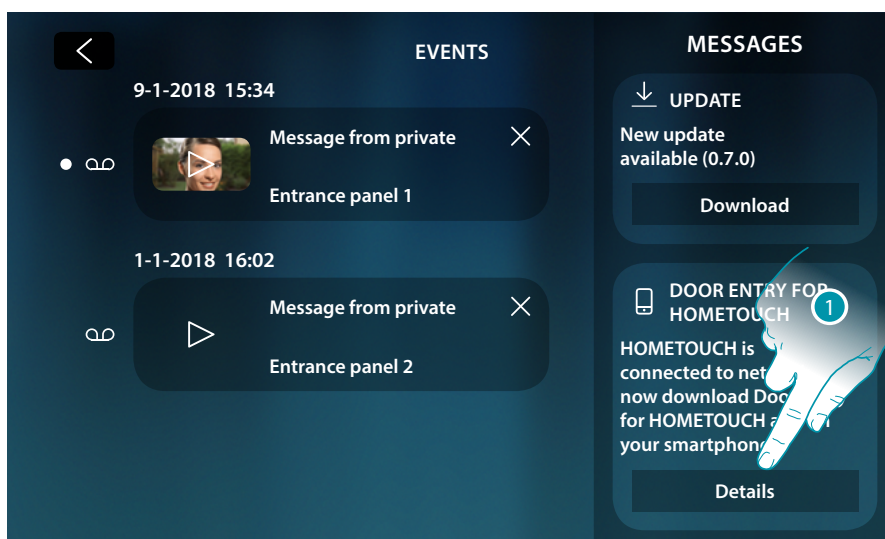 EVENTS
9-1-2018 15:34
Message from private
Entrance panel 1
1-1-2018 16:02
Message from private
Entrance panel 2
MESSAGES
UPDATE
New update
available (0.7.0)
Download
DOOR ENTRY FOR
HOMETOUCH
1
HOMETOUCH is
connected to
now download
for HOMETOUCH
your smartphone
Details